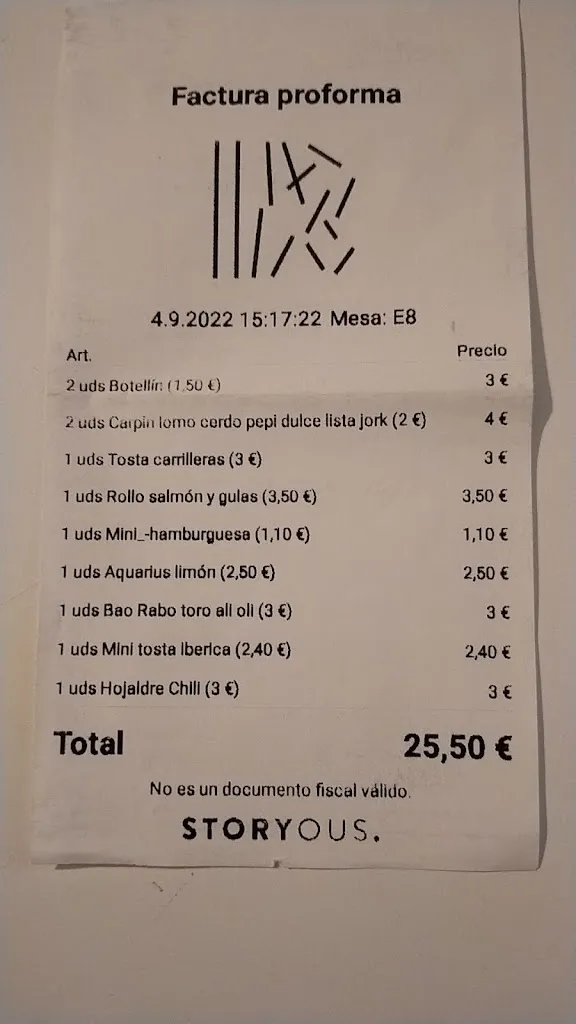 Factura proforma
4.9.2022 15:17:22 Mesa: E8
Art. Precio
2 uds Botellín (1,50 €) 3 €
2 uds Carpin lomo cerdo pepi dulce lista jork (2 €) 4 €
1 uds Tosta carrilleras (3 €) 3 €
1 uds Rollo salmón y gulas (3,50 €) 3,50 €
1 uds Mini_-hamburguesa (1,10 €) 1,10 €
1 uds Aquarius limón (2,50 €) 2,50 €
1 uds Bao Rabo toro ali oli (3 €) 3 €
1 uds Mini tosta iberica (2,40 €) 2,40 €
1 uds Hojaldre Chili (3 €) 3 €
Total 25,50 €
No es un documento fiscal válido.
STORYOUS.